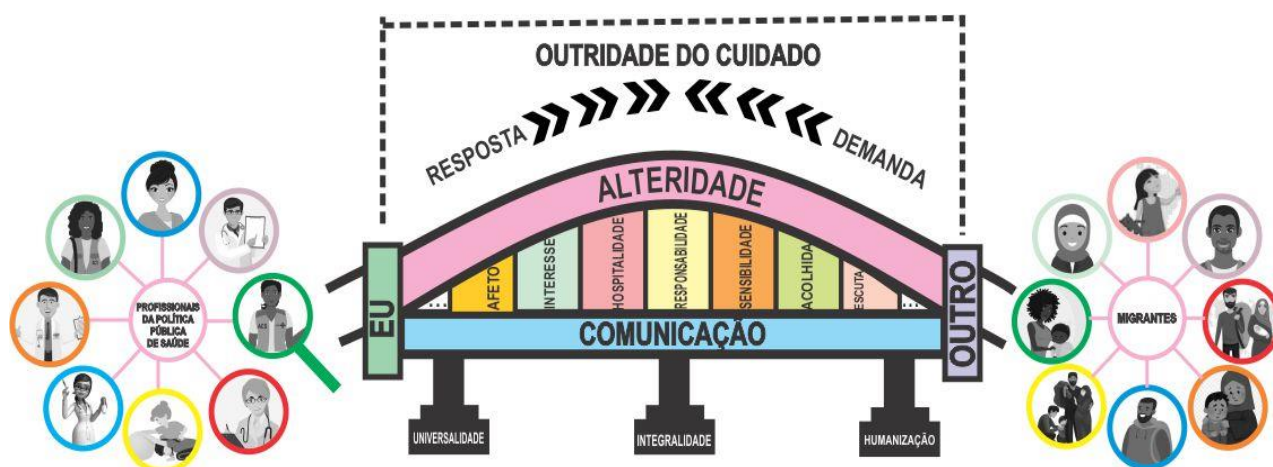 OUTRIDADE DO CUIDADO
RESPOSTA
DEMANDA
ALTERIDADE
EU
...
AFETO
INTERESSE
HOSPITALIDADE
RESPONSABILIDADE
SENSIBILIDADE
ACOLHIDA
ESCUTA
...
OUTRO
COMUNICAÇÃO
UNIVERSALIDADE
INTEGRALIDADE
HUMANIZAÇÃO
PROFISSIONAIS
DA POLÍTICA
PÚBLICA
DE SAÚDE
ACS
MIGRANTES